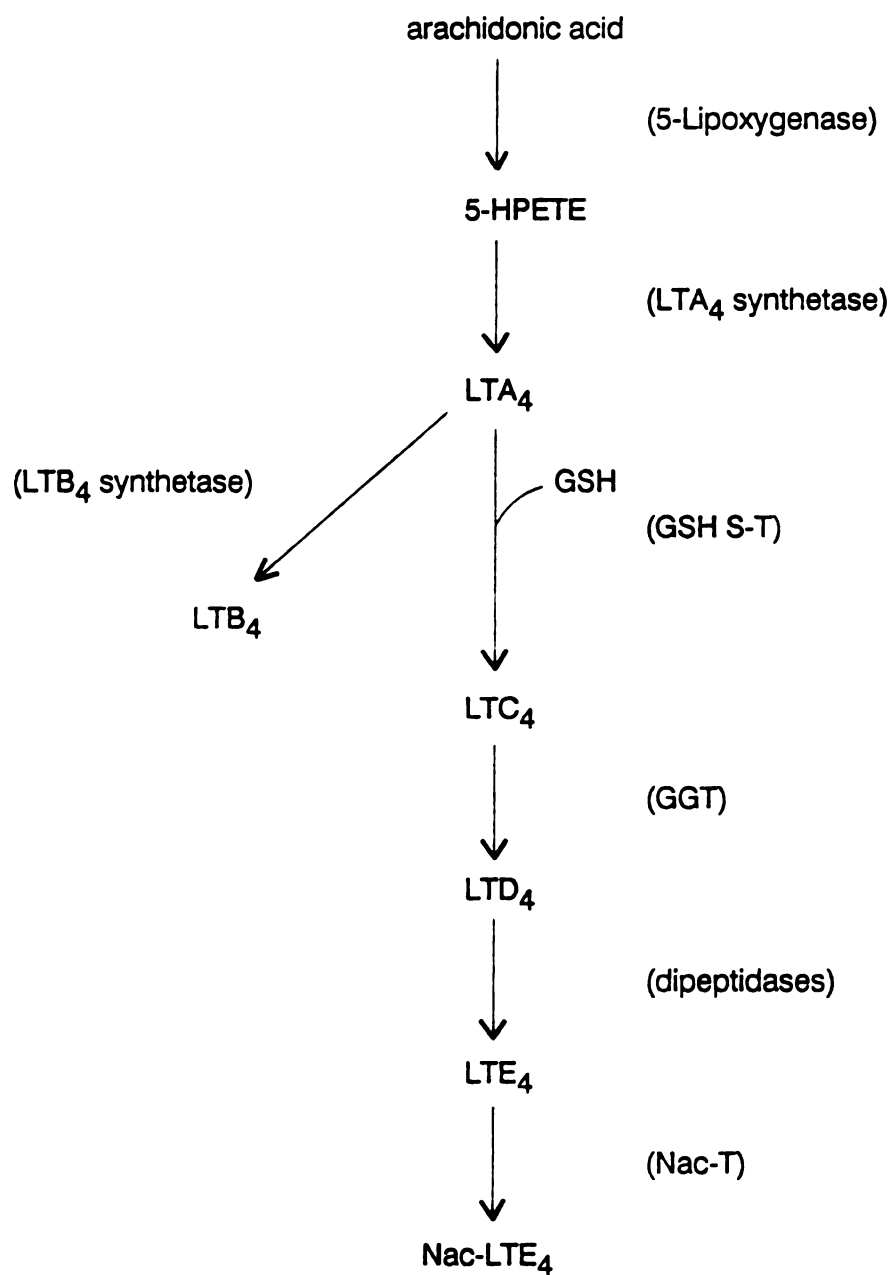 arachidonic acid
(5-Lipoxygenase)
5-HPETE
(LTA4 synthetase)
LTA4
(LTB4 synthetase)
GSH
(GSH S-T)
LTB4
LTC4
(GGT)
LTD4
(dipeptidases)
LTE4
(Nac-T)
Nac-LTE4